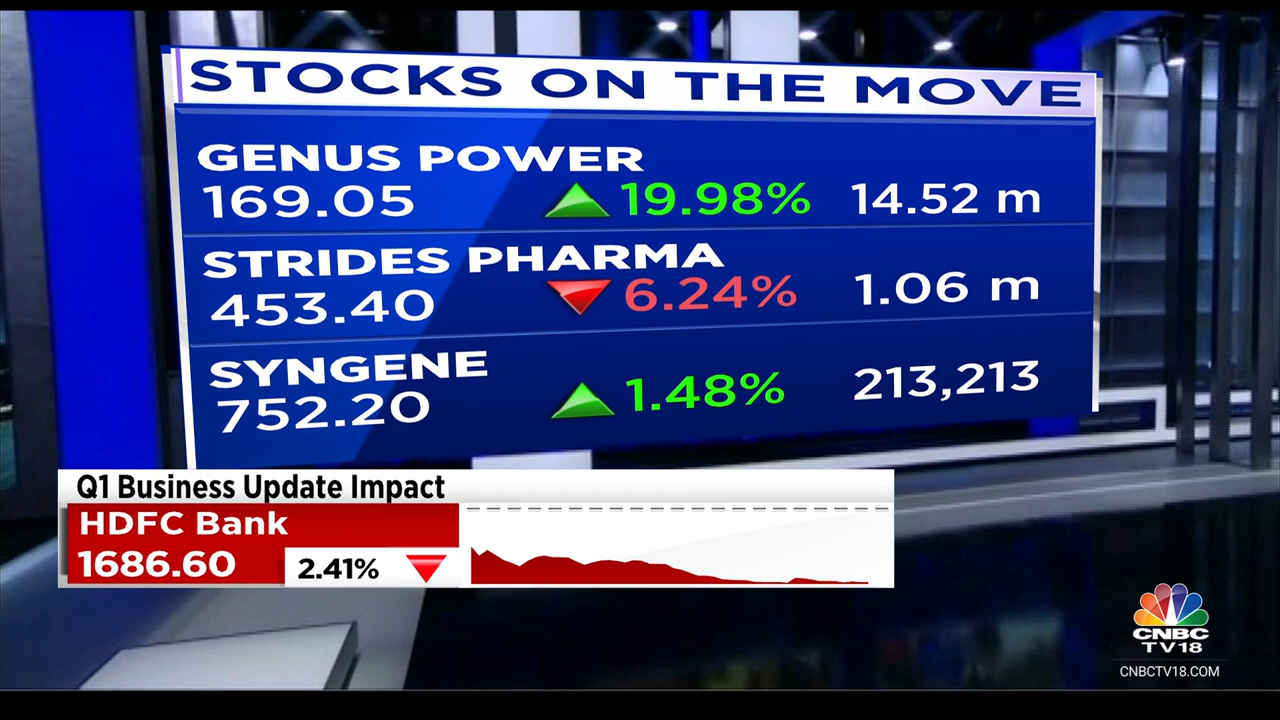 STOCKS ON THE MOVE
GENUS POWER
169.05 19.98% 14.52 m
STRIDES PHARMA
453.40 6.24% 1.06 m
SYNGENE
752.20 1.48% 213,213
Q1 Business Update Impact
HDFC Bank
1686.60 2.41%
CNBC
TV18
CNBCTV18.COM